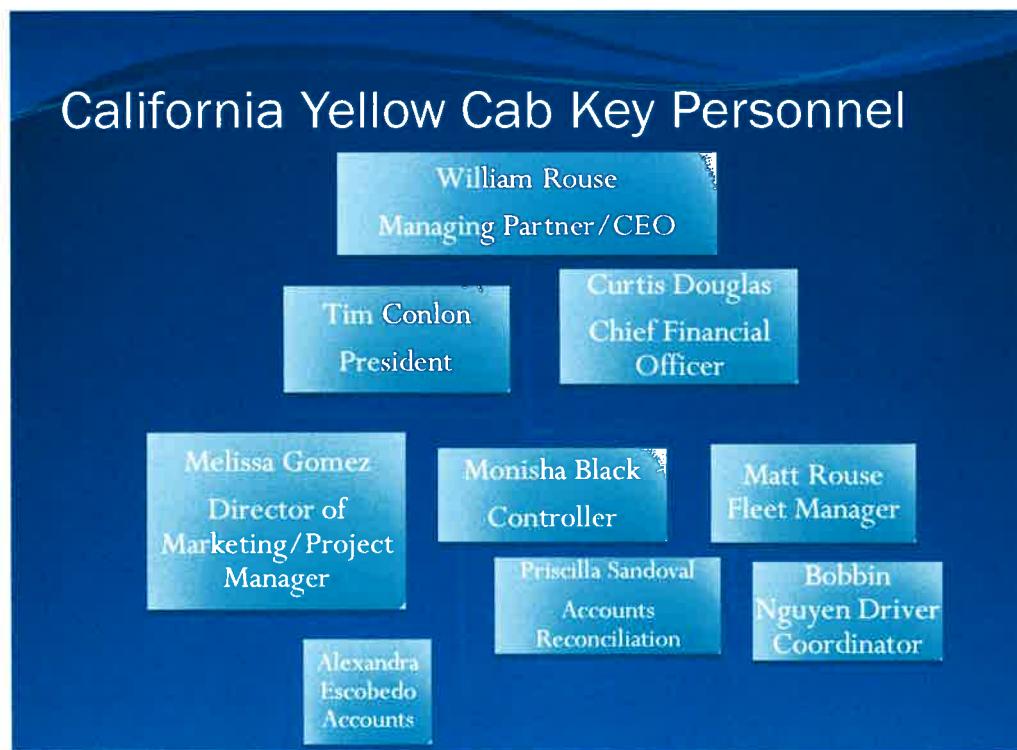 California Yellow Cab Key Personnel
William Rouse
Managing Partner/CEO
Tim Conlon
President
Curtis Douglas
Chief Financial
Officer
Melissa Gomez
Director of
Marketing/Project
Manager
Monisha Black
Controller
Matt Rouse
Fleet Manager
Priscilla Sandoval
Accounts
Reconciliation
Bobbin
Nguyen Driver
Coordinator
Alexandra
Escobedo
Accounts